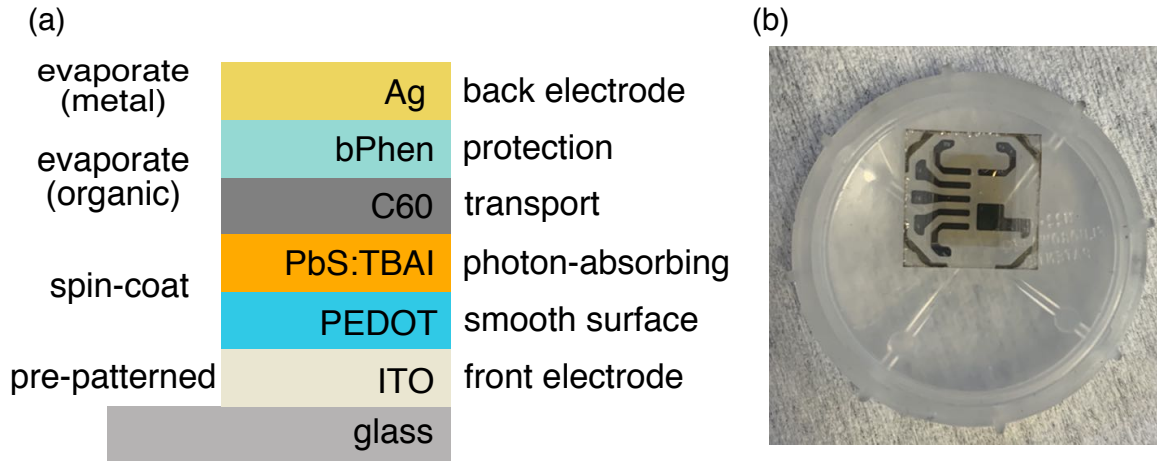 (a)
evaporate
(metal)
Ag
back electrode
bPhen
protection
evaporate
(organic)
C60
transport
PbS:TBAI
photon-absorbing
spin-coat
PEDOT
smooth surface
pre-patterned
ITO
front electrode
glass
(b)